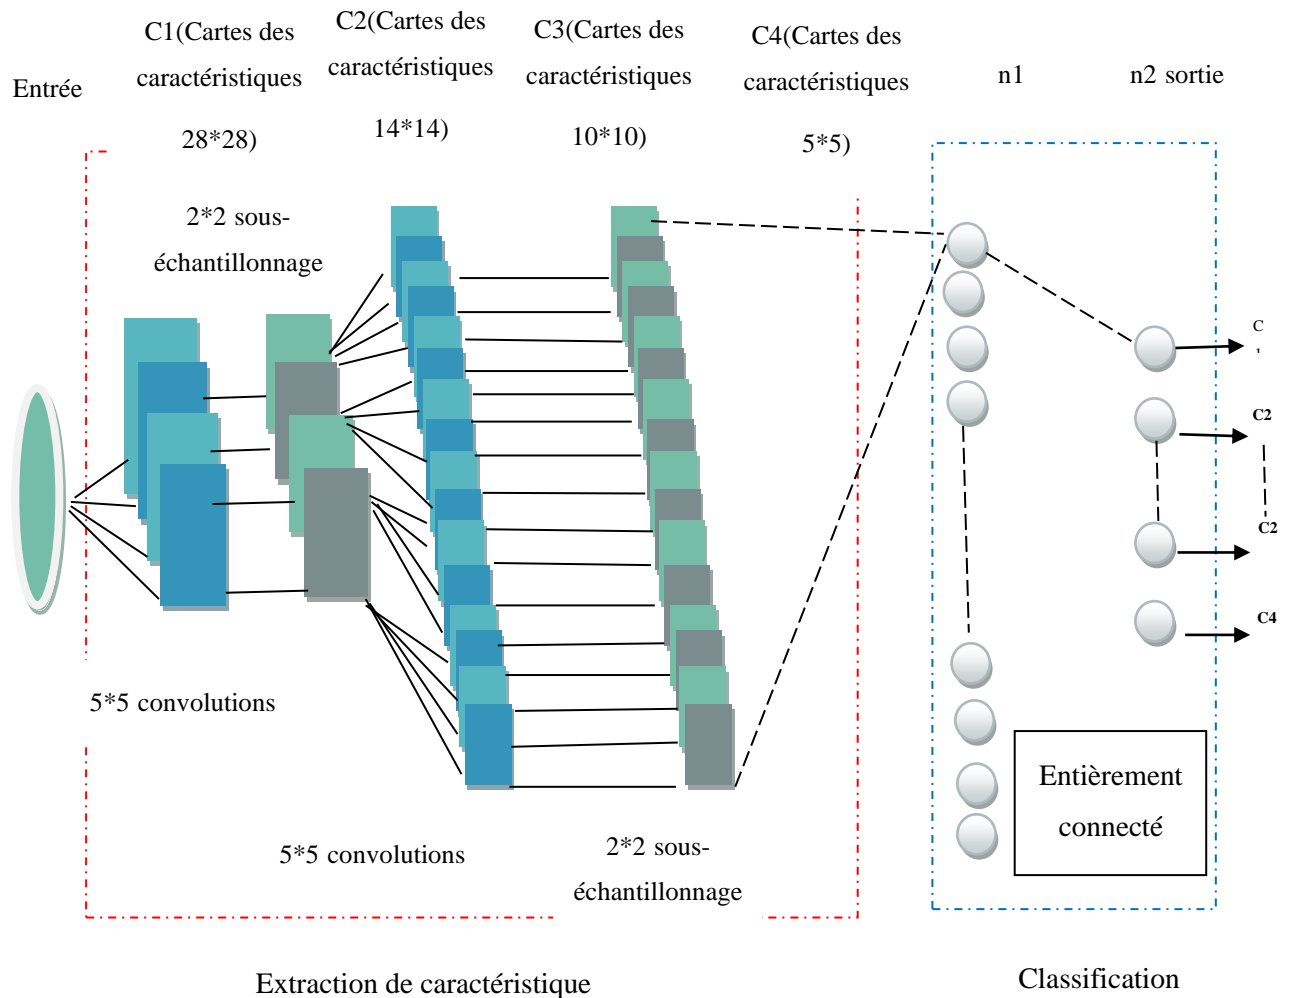 Entrée
C1(Cartes des
caractéristiques
28*28)
C2(Cartes des
caractéristiques
14*14)
C3(Cartes des
caractéristiques
10*10)
C4(Cartes des
caractéristiques
5*5)
n1
n2 sortie
2*2 sous-
échantillonnage
C
C2
C2
C4
5*5 convolutions
5*5 convolutions
2*2 sous-
échantillonnage
Entièrement
connecté
Extraction de caractéristique
Classification